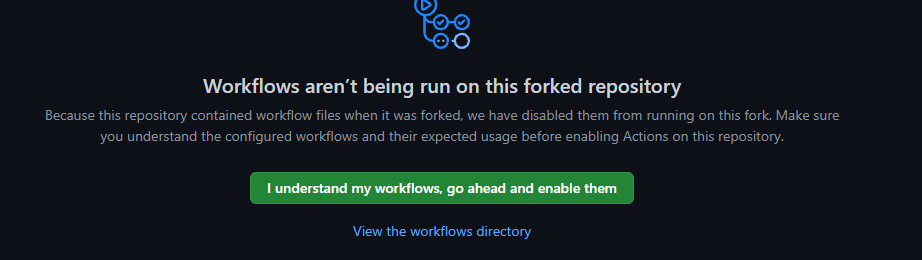 Workflows aren’t being run on this forked repository
Because this repository contained workflow files when it was forked, we have disabled them from running on this fork. Make sure
you understand the configured workflows and their expected usage before enabling Actions on this repository.
I understand my workflows, go ahead and enable them
View the workflows directory